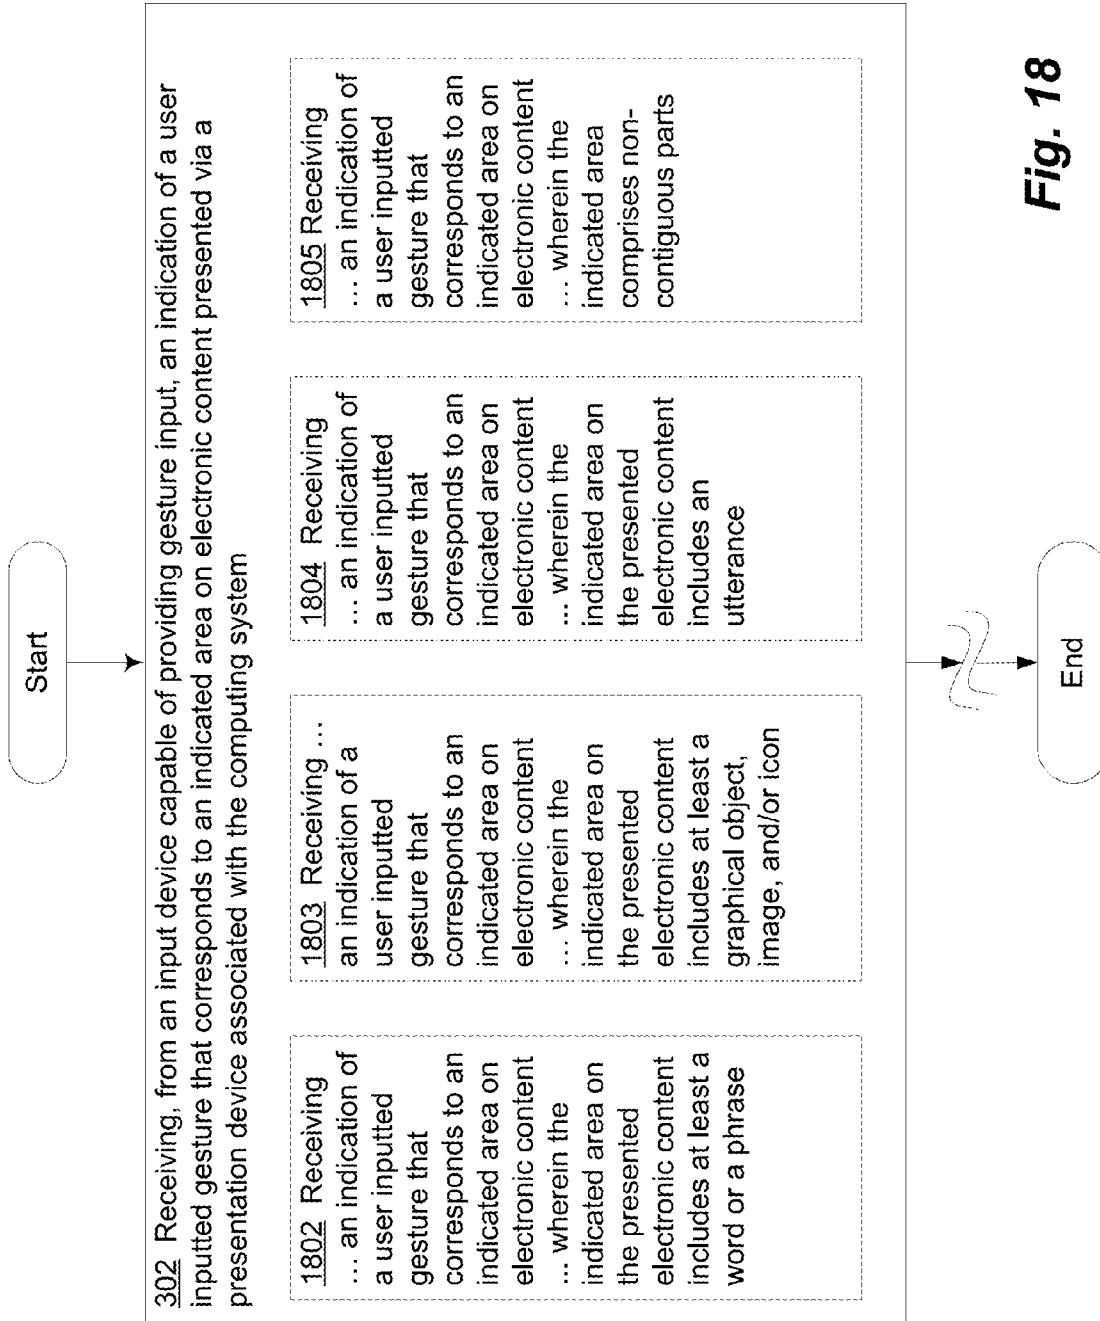 Start
302 Receiving, from an input device capable of providing gesture input, an indication of a user
inputted gesture that corresponds to an indicated area on electronic content presented via a
presentation device associated with the computing system
1802 Receiving
… an indication of
a user inputted
gesture that
corresponds to an
indicated area on
electronic content
... wherein the
indicated area on
the presented
electronic content
includes at least a
word or a phrase
1803 Receiving …
an indication of a
user inputted
gesture that
corresponds to an
indicated area on
electronic content
… wherein the
indicated area on
the presented
electronic content
includes at least a
graphical object,
image, and/or icon
1804 Receiving
… an indication of
a user inputted
gesture that
corresponds to an
indicated area on
electronic content
… wherein the
indicated area on
the presented
electronic content
includes an
utterance
1805 Receiving
… an indication of
a user inputted
gesture that
corresponds to an
indicated area on
electronic content
… wherein the
indicated area
comprises non-
contiguous parts
End
Fig. 18